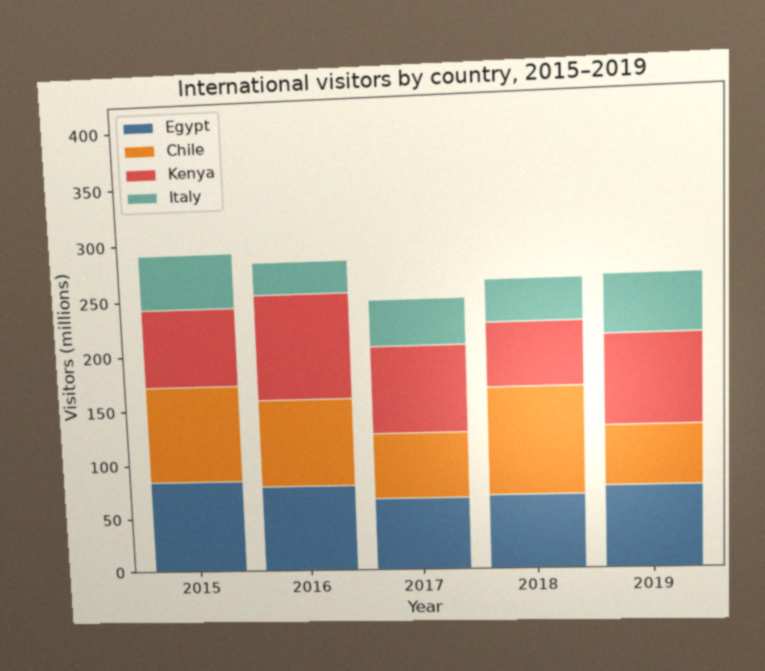 International visitors by country, 2015–2019
Egypt
Chile
Kenya
Italy
400
350
300
250
200
150
100
50
0
Visitors (millions)
2015 2016 2017 2018 2019
Year